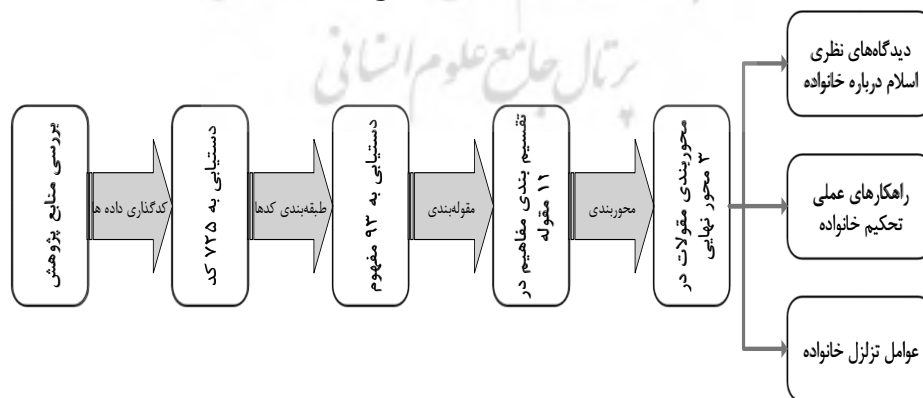 پرتال جامع علوم انسانی
بررسی منابع پژوهش
کدگذاری داده ها
دستیابی به ۷۲۵ کد
طبقه‌بندی کدها
دستیابی به ۹۳ مفهوم
مقوله‌بندی
تقسیم بندی مفاهیم در
۱۲ مقوله
محوربندی
محوربندی مقولات در
۳ محور نهایی
دیدگاه‌های نظری
اسلام درباره خانواده
راهکارهای عملی
تحکیم خانواده
عوامل تزلزل خانواده